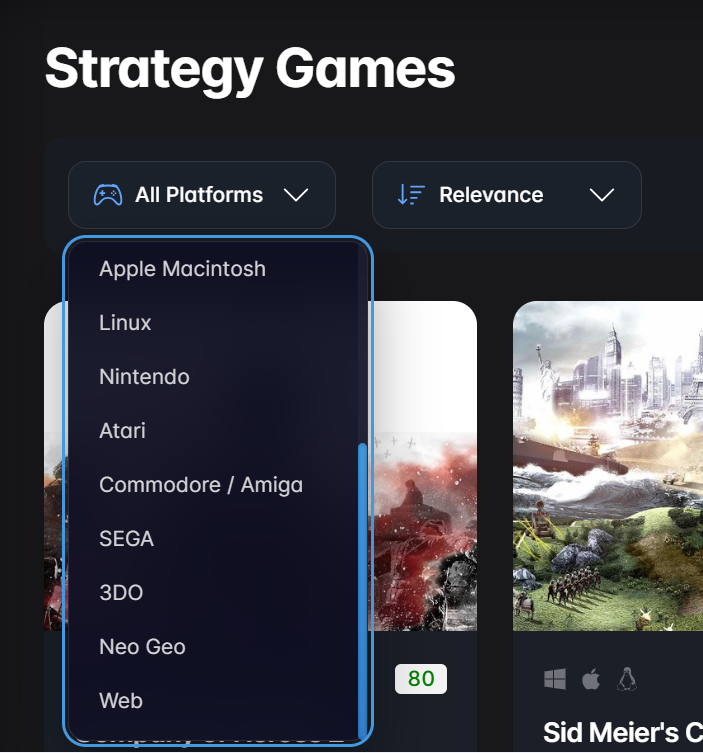 Strategy Games
All Platforms
Relevance
Apple Macintosh
Linux
Nintendo
Atari
Commodore / Amiga
SEGA
3DO
Neo Geo
Web
80
Sid Meier's C